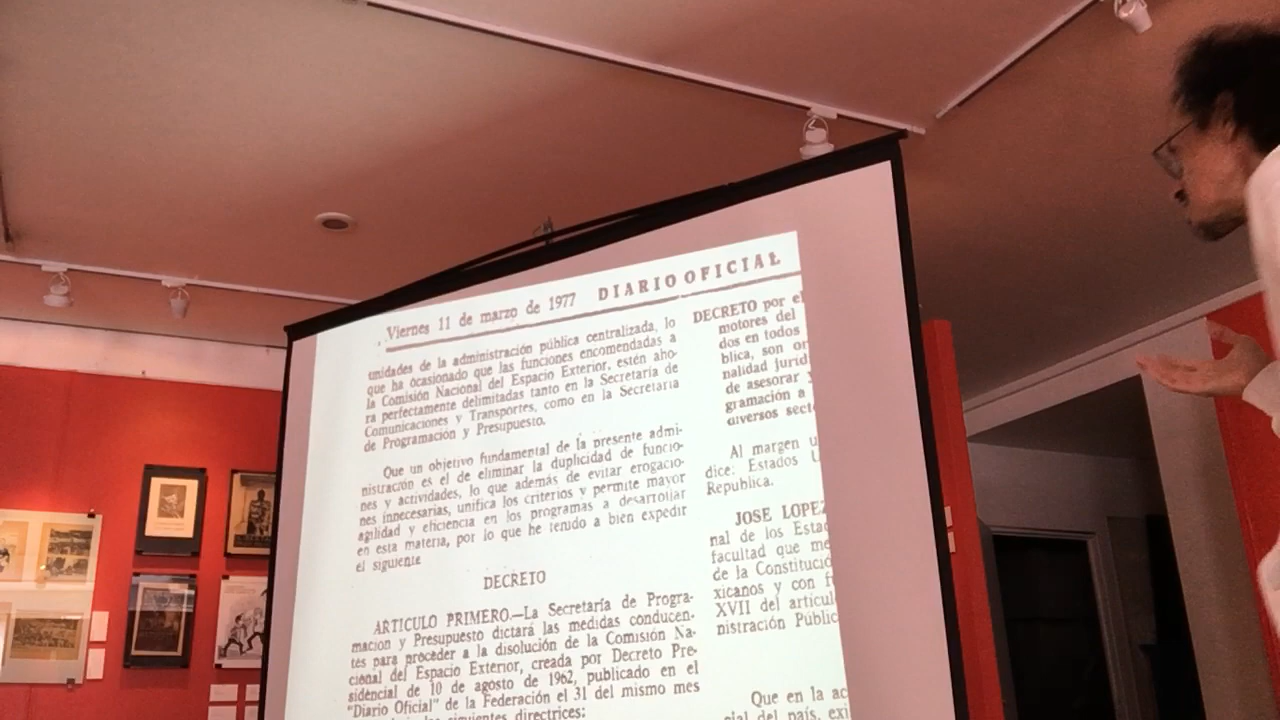 Viernes 11 de marzo de 1977 DIARIO OFICIAL
unidades de la administración pública centralizada, lo
que ha ocasionado que las funciones encomendadas a
la Comisión Nacional del Espacio Exterior, estén aho-
ra perfectamente delimitadas tanto en la Secretaría de
Comunicaciones y Transportes, como en la Secretaría
de Programación y Presupuesto.
Que un objetivo fundamental de la presente admi-
nistración es el de eliminar la duplicidad de funcio-
nes y actividades, lo que además de evitar erogacio-
nes innecesarias, unifica los criterios y permite mayor
agilidad y eficiencia en los programas a desarrollar
en esta materia, por lo que he tenido a bien expedir
el siguiente
DECRETO
ARTICULO PRIMERO.—La Secretaría de Progra-
mación y Presupuesto dictará las medidas conducen-
tes para proceder a la disolución de la Comisión Na-
cional del Espacio Exterior, creada por Decreto Pre-
sidencial de 10 de agosto de 1962, publicado en el
"Diario Oficial" de la Federación el 31 del mismo mes
siguientes directrices:
DECRETO por el
motores del
dos en todos
blica, son or
nalidad juríd
de asesorar
gramación a
diversos sect
Al margen u
dice: Estados U
República.
JOSE LOPEZ
nal de los Estad
facultad que me
de la Constitució
xicanos y con f
XVII del artícul
nistración Públic
Que en la ac
cial del país, exi